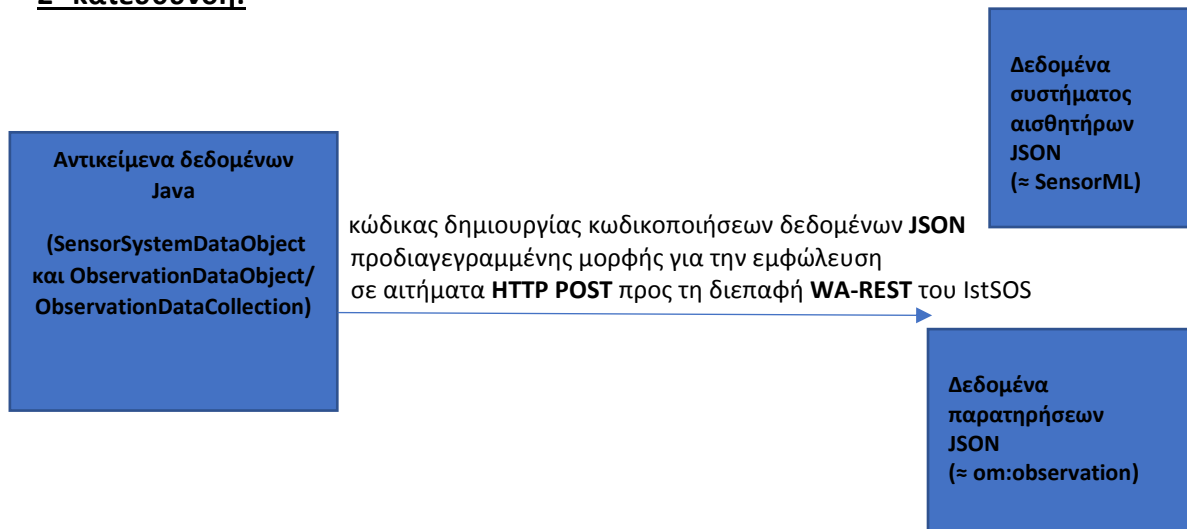 Αντικείμενα δεδομένων
Java
(SensorSystemDataObject
και ObservationDataObject/
ObservationDataCollection)
κώδικας δημιουργίας κωδικοποιήσεων δεδομένων JSON
προδιαγεγραμμένης μορφής για την εμφώλευση
σε αιτήματα HTTP POST προς τη διεπαφή WA-REST του IstSOS
Δεδομένα
συστήματος
αισθητήρων
JSON
(≈ SensorML)
Δεδομένα
παρατηρήσεων
JSON
(≈ om:observation)